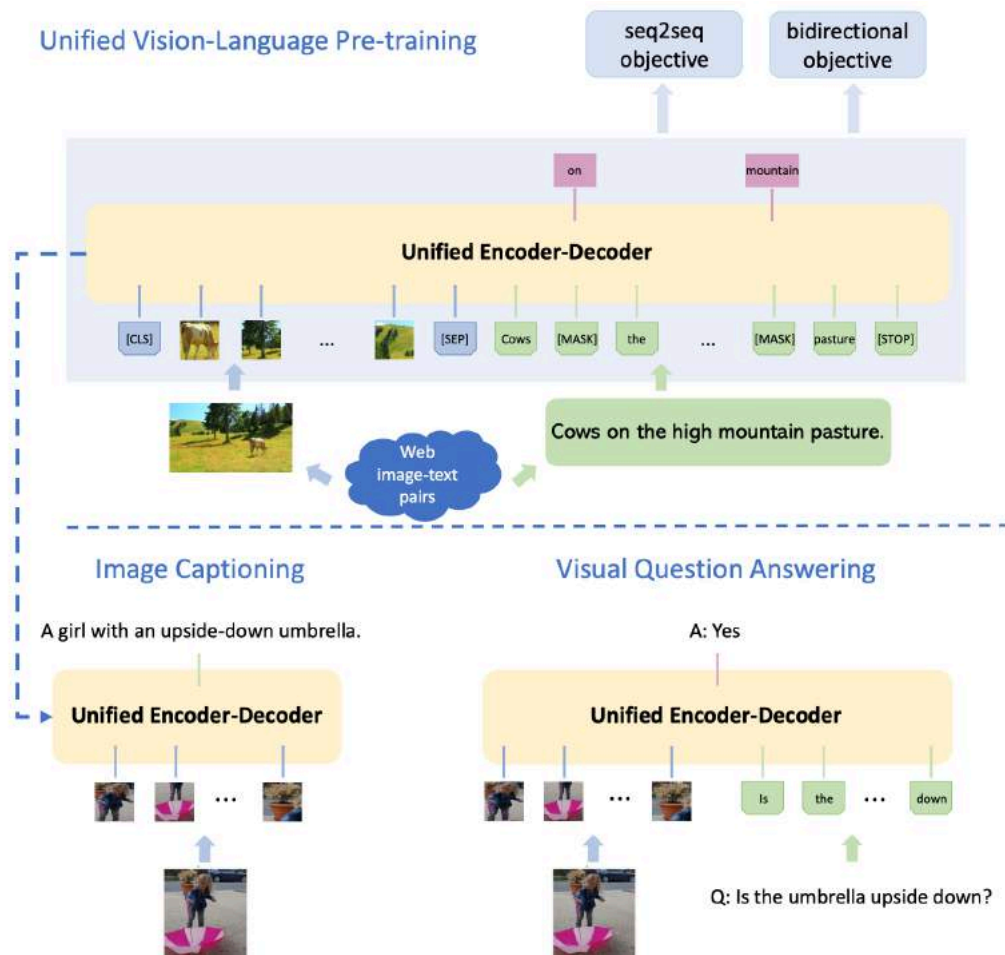 Unified Vision-Language Pre-training
seq2seq
objective
bidirectional
objective
on
mountain
Unified Encoder-Decoder
[CLS]
...
[SEP]
Cows
[MASK]
the
...
[MASK]
pasture
[STOP]
Web
image-text
pairs
Cows on the high mountain pasture.
Image Captioning
A girl with an upside-down umbrella.
Unified Encoder-Decoder
...
Visual Question Answering
A: Yes
Unified Encoder-Decoder
...
Is
the
...
down
Q: Is the umbrella upside down?